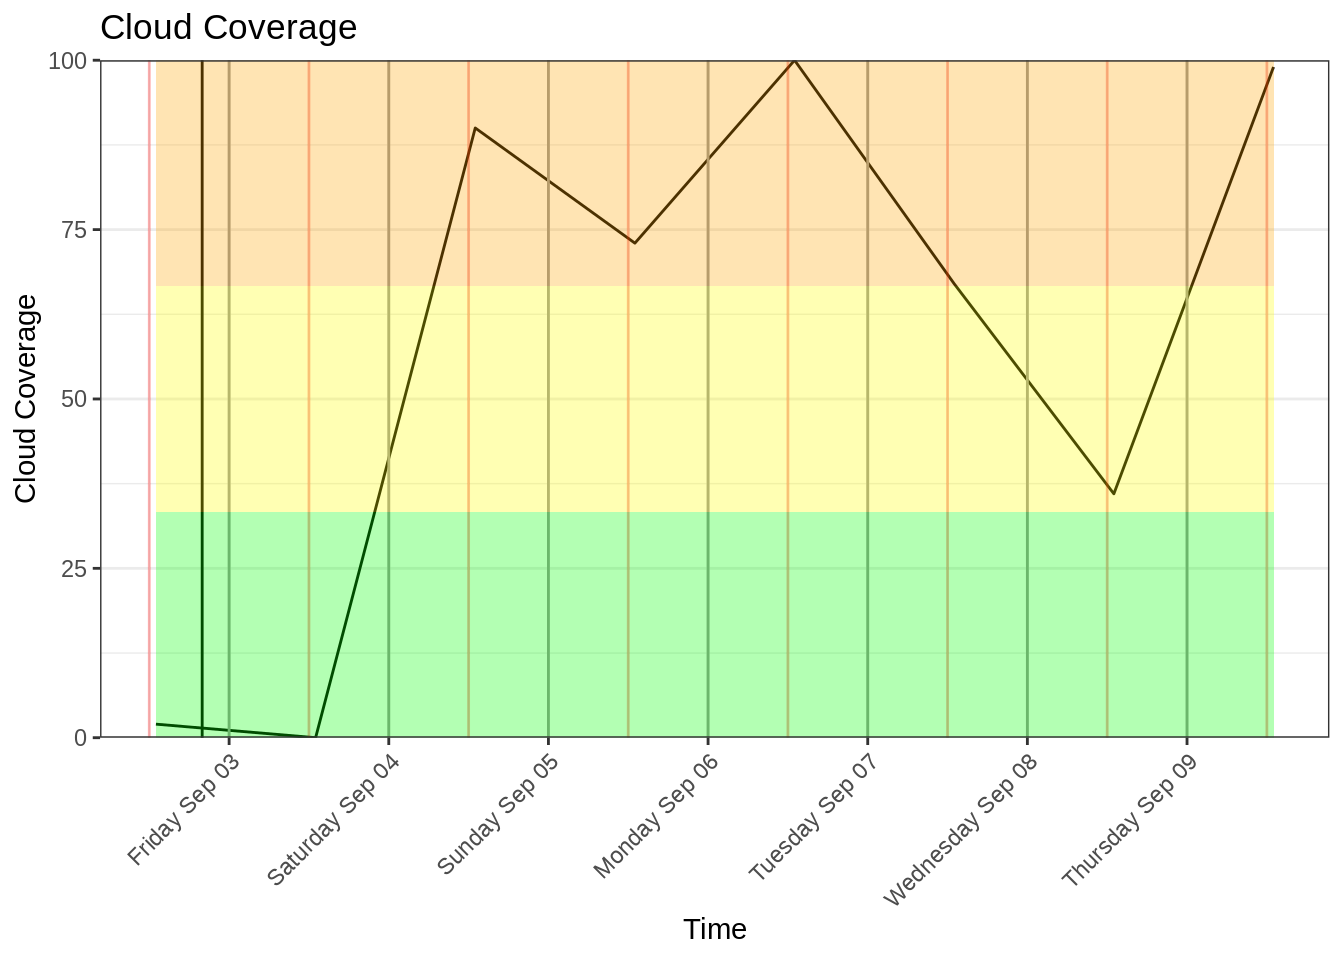 Cloud Coverage
Cloud Coverage
100
75
50
25
0
Friday Sep 03
Saturday Sep 04
Sunday Sep 05
Monday Sep 06
Tuesday Sep 07
Wednesday Sep 08
Thursday Sep 09
Time